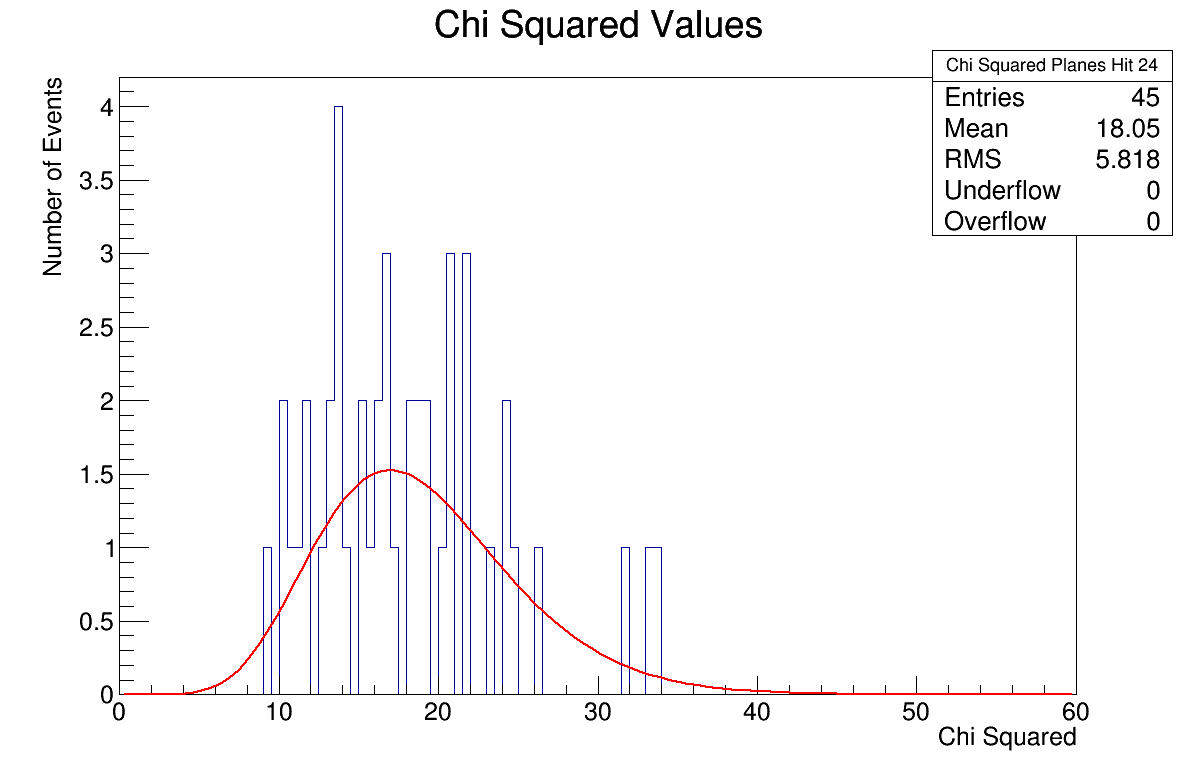 Chi Squared Values
Chi Squared Planes Hit 24
Entries 45
Mean 18.05
RMS 5.818
Underflow 0
Overflow 0
Number of Events
4
3.5
3
2.5
2
1.5
1
0.5
0
0 10 20 30 40 50 60
Chi Squared